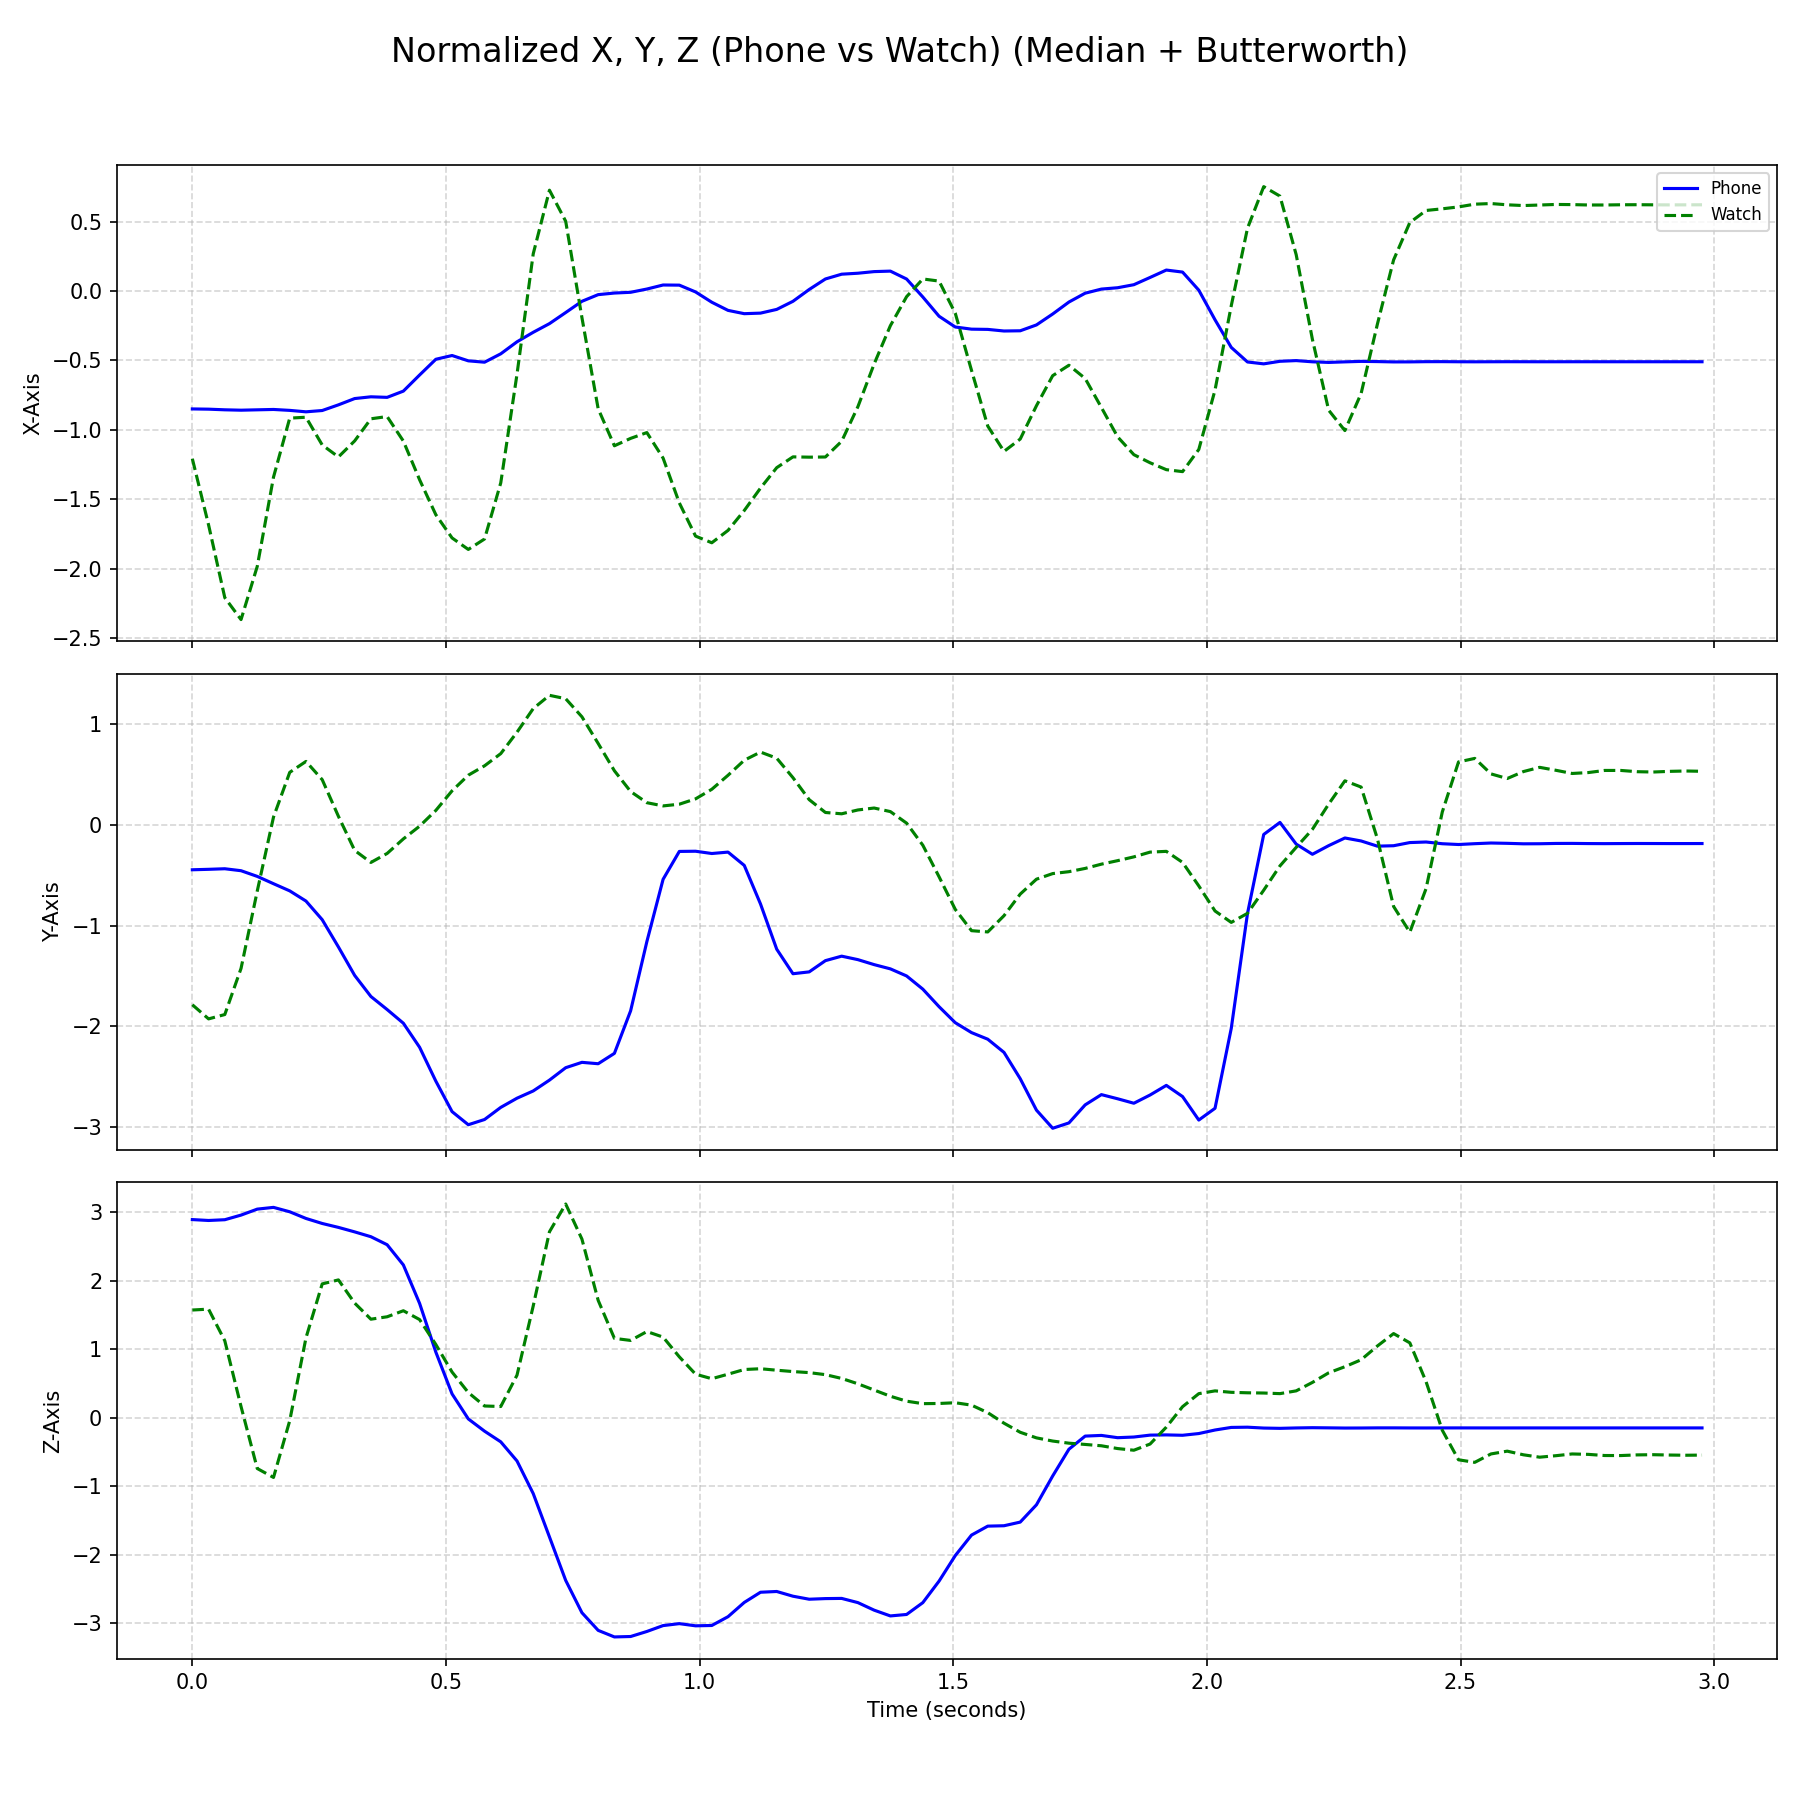 Normalized X, Y, Z (Phone vs Watch) (Median + Butterworth)
Phone
Watch
0.5
0.0
−0.5
−1.0
−1.5
−2.0
−2.5
X-Axis
1
0
−1
−2
−3
Y-Axis
3
2
1
0
−1
−2
−3
Z-Axis
0.0 0.5 1.0 1.5 2.0 2.5 3.0
Time (seconds)